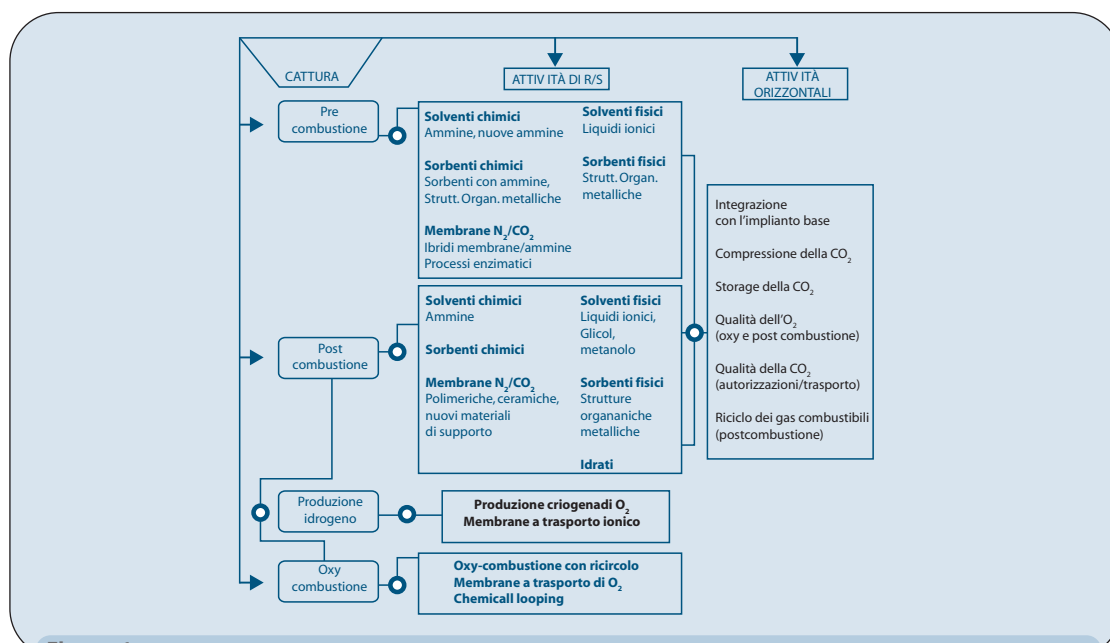 CATTURA
ATTIV ITÀ DI R/S
ATTIV ITÀ
ORIZZONTALI
Pre
combustione
Solventi chimici
Ammine, nuove ammine
Sorbenti chimici
Sorbenti con ammine,
Strutt. Organ. metalliche
Membrane N₂/CO₂
Ibridi membrane/ammine
Processi enzimatici
Solventi fisici
Liquidi ionici
Sorbenti fisici
Strutt. Organ.
metalliche
Post
combustione
Solventi chimici
Ammine
Sorbenti chimici
Membrane N₂/CO₂
Polimeriche, ceramiche,
nuovi materiali
di supporto
Solventi fisici
Liquidi ionici,
Glicol,
metanolo
Sorbenti fisici
Strutture
organaniche
metalliche
Idrati
Integrazione
con l'implianto base
Compressione della CO₂
Storage della CO₂
Qualità dell'O₂
(oxy e post combustione)
Qualità della CO₂
(autorizzazioni/trasporto)
Riciclo dei gas combustibili
(postcombustione)
Produzione
idrogeno
Produzione criogenadi O₂
Membrane a trasporto ionico
Oxy
combustione
Oxy-combustione con ricircolo
Membrane a trasporto di O₂
Chemicall looping